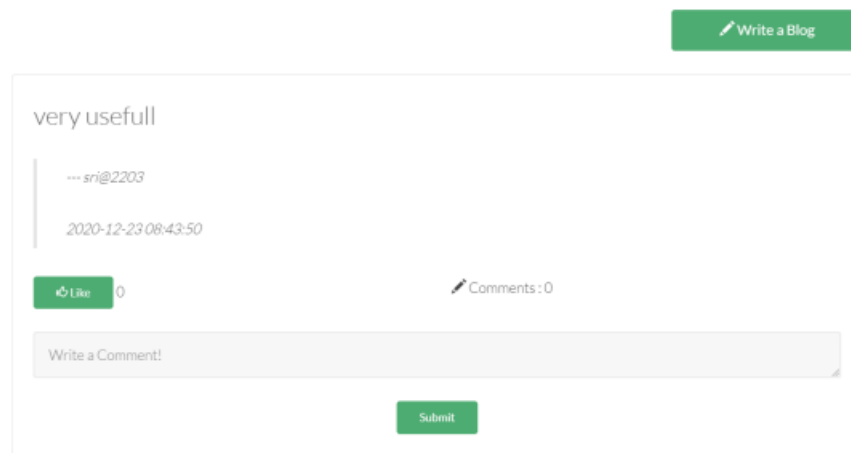 Write a Blog
very usefull
--- sri@2203
2020-12-23 08:43:50
Like 0
Comments : 0
Write a Comment!
Submit